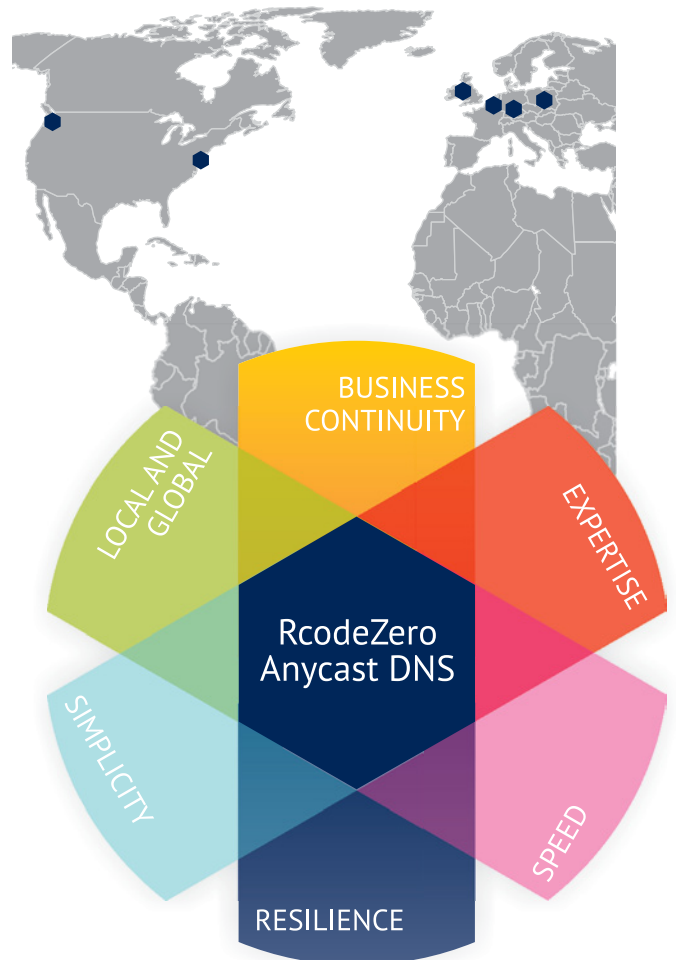 BUSINESS
CONTINUITY
LOCAL AND
GLOBAL
EXPERTISE
RcodeZero
Anycast DNS
SIMPLICITY
SPEED
RESILIENCE